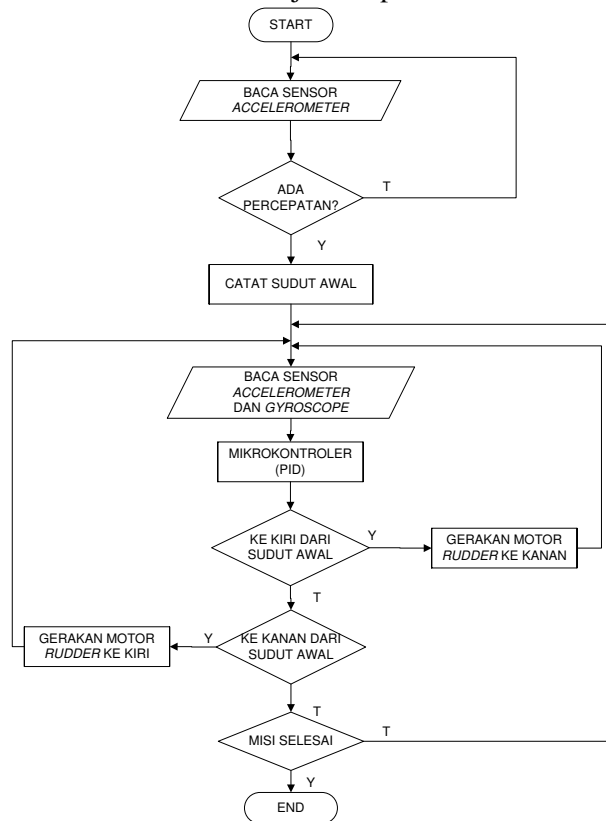 START
BACA SENSOR
ACCELEROMETER
ADA
PERCEPATAN?
T
Y
CATAT SUDUT AWAL
BACA SENSOR
ACCELEROMETER
DAN GYROSCOPE
MIKROKONTROLER
(PID)
KE KIRI DARI
SUDUT AWAL
Y
GERAKAN MOTOR
RUDDER KE KANAN
T
KE KANAN DARI
SUDUT AWAL
Y
GERAKAN MOTOR
RUDDER KE KIRI
T
MISI SELESAI
T
Y
END